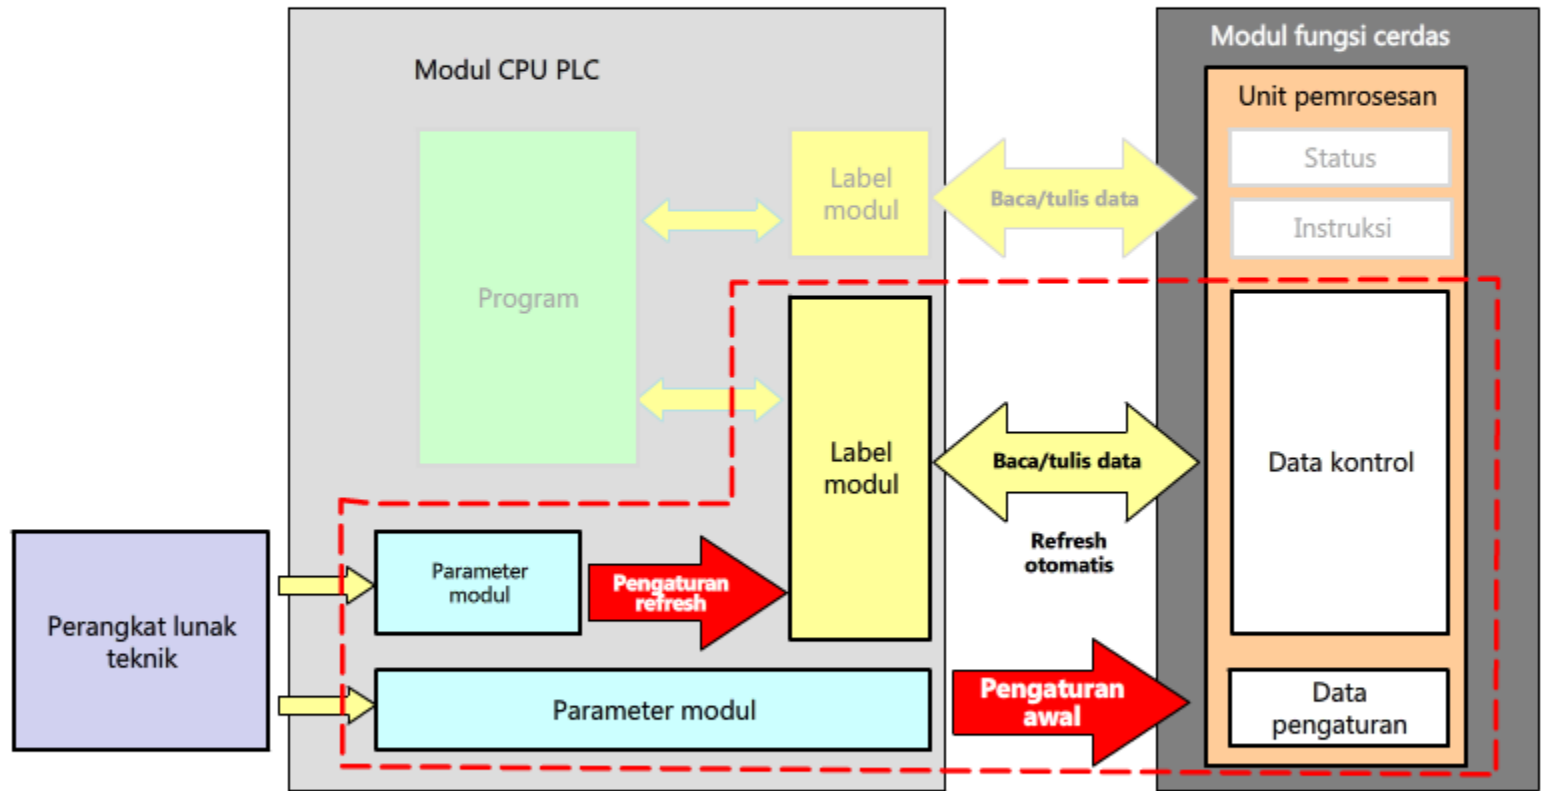 Modul CPU PLC
Modul fungsi cerdas
Unit pemrosesan
Status
Instruksi
Program
Label
modul
Baca/tulis data
Label
modul
Baca/tulis data
Refresh
otomatis
Data kontrol
Perangkat lunak
teknik
Parameter
modul
Pengaturan
refresh
Parameter modul
Pengaturan
awal
Data
pengaturan